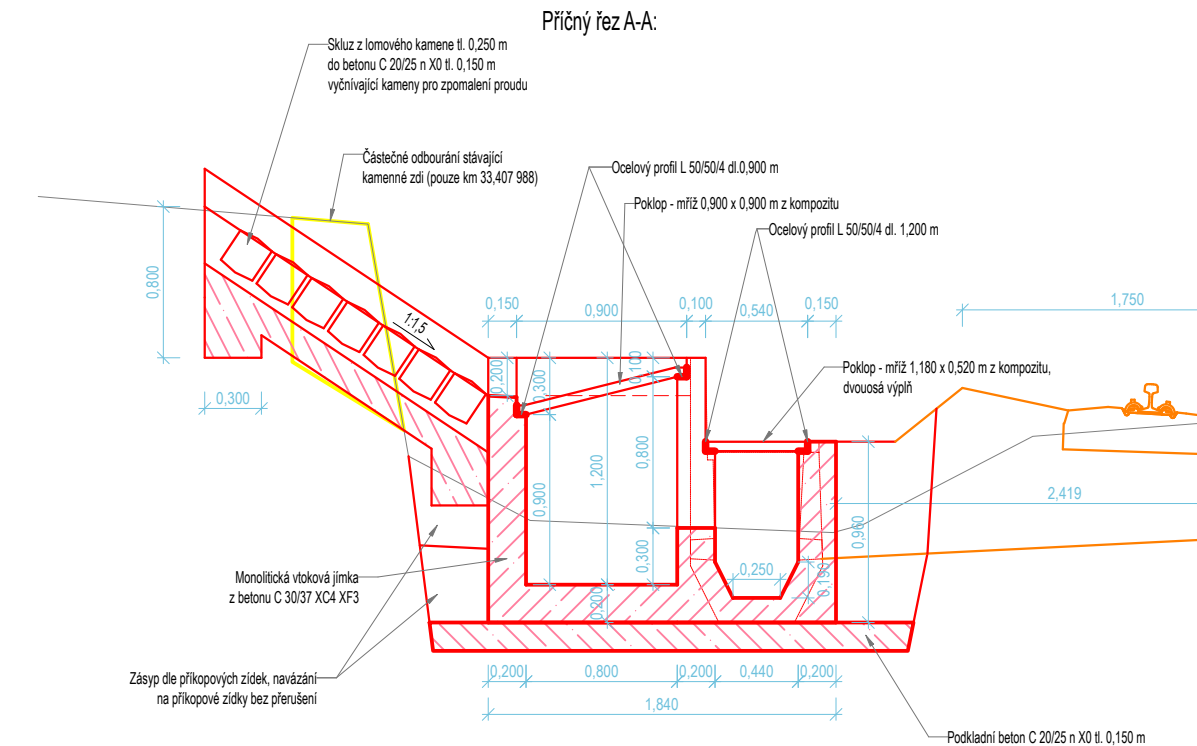 Příčný řez A-A:
Skluz z lomového kamene tl. 0,250 m
do betonu C 20/25 n X0 tl. 0,150 m
vyčnívající kameny pro zpomalení proudu
Částečné odbourání stávající
kamenné zdi (pouze km 33,407 988)
Ocelový profil L 50/50/4 dl.0,900 m
Poklop - mříž 0,900 x 0,900 m z kompozitu
Ocelový profil L 50/50/4 dl. 1,200 m
0,800
1:1,5
0,150
0,900
0,100
0,540
0,150
1,750
Poklop - mříž 1,180 x 0,520 m z kompozitu,
dvouosá výplň
0,300
0,200
0,300
0,100
1,200
0,800
0,900
0,300
0,200
0,250
0,190
0,960
2,419
Monolitická vtoková jímka
z betonu C 30/37 XC4 XF3
Zásyp dle příkopových zídek, navázání
na příkopové zídky bez přerušení
0,200
0,800
0,200
0,440
0,200
1,840
Podkladní beton C 20/25 n X0 tl. 0,150 m